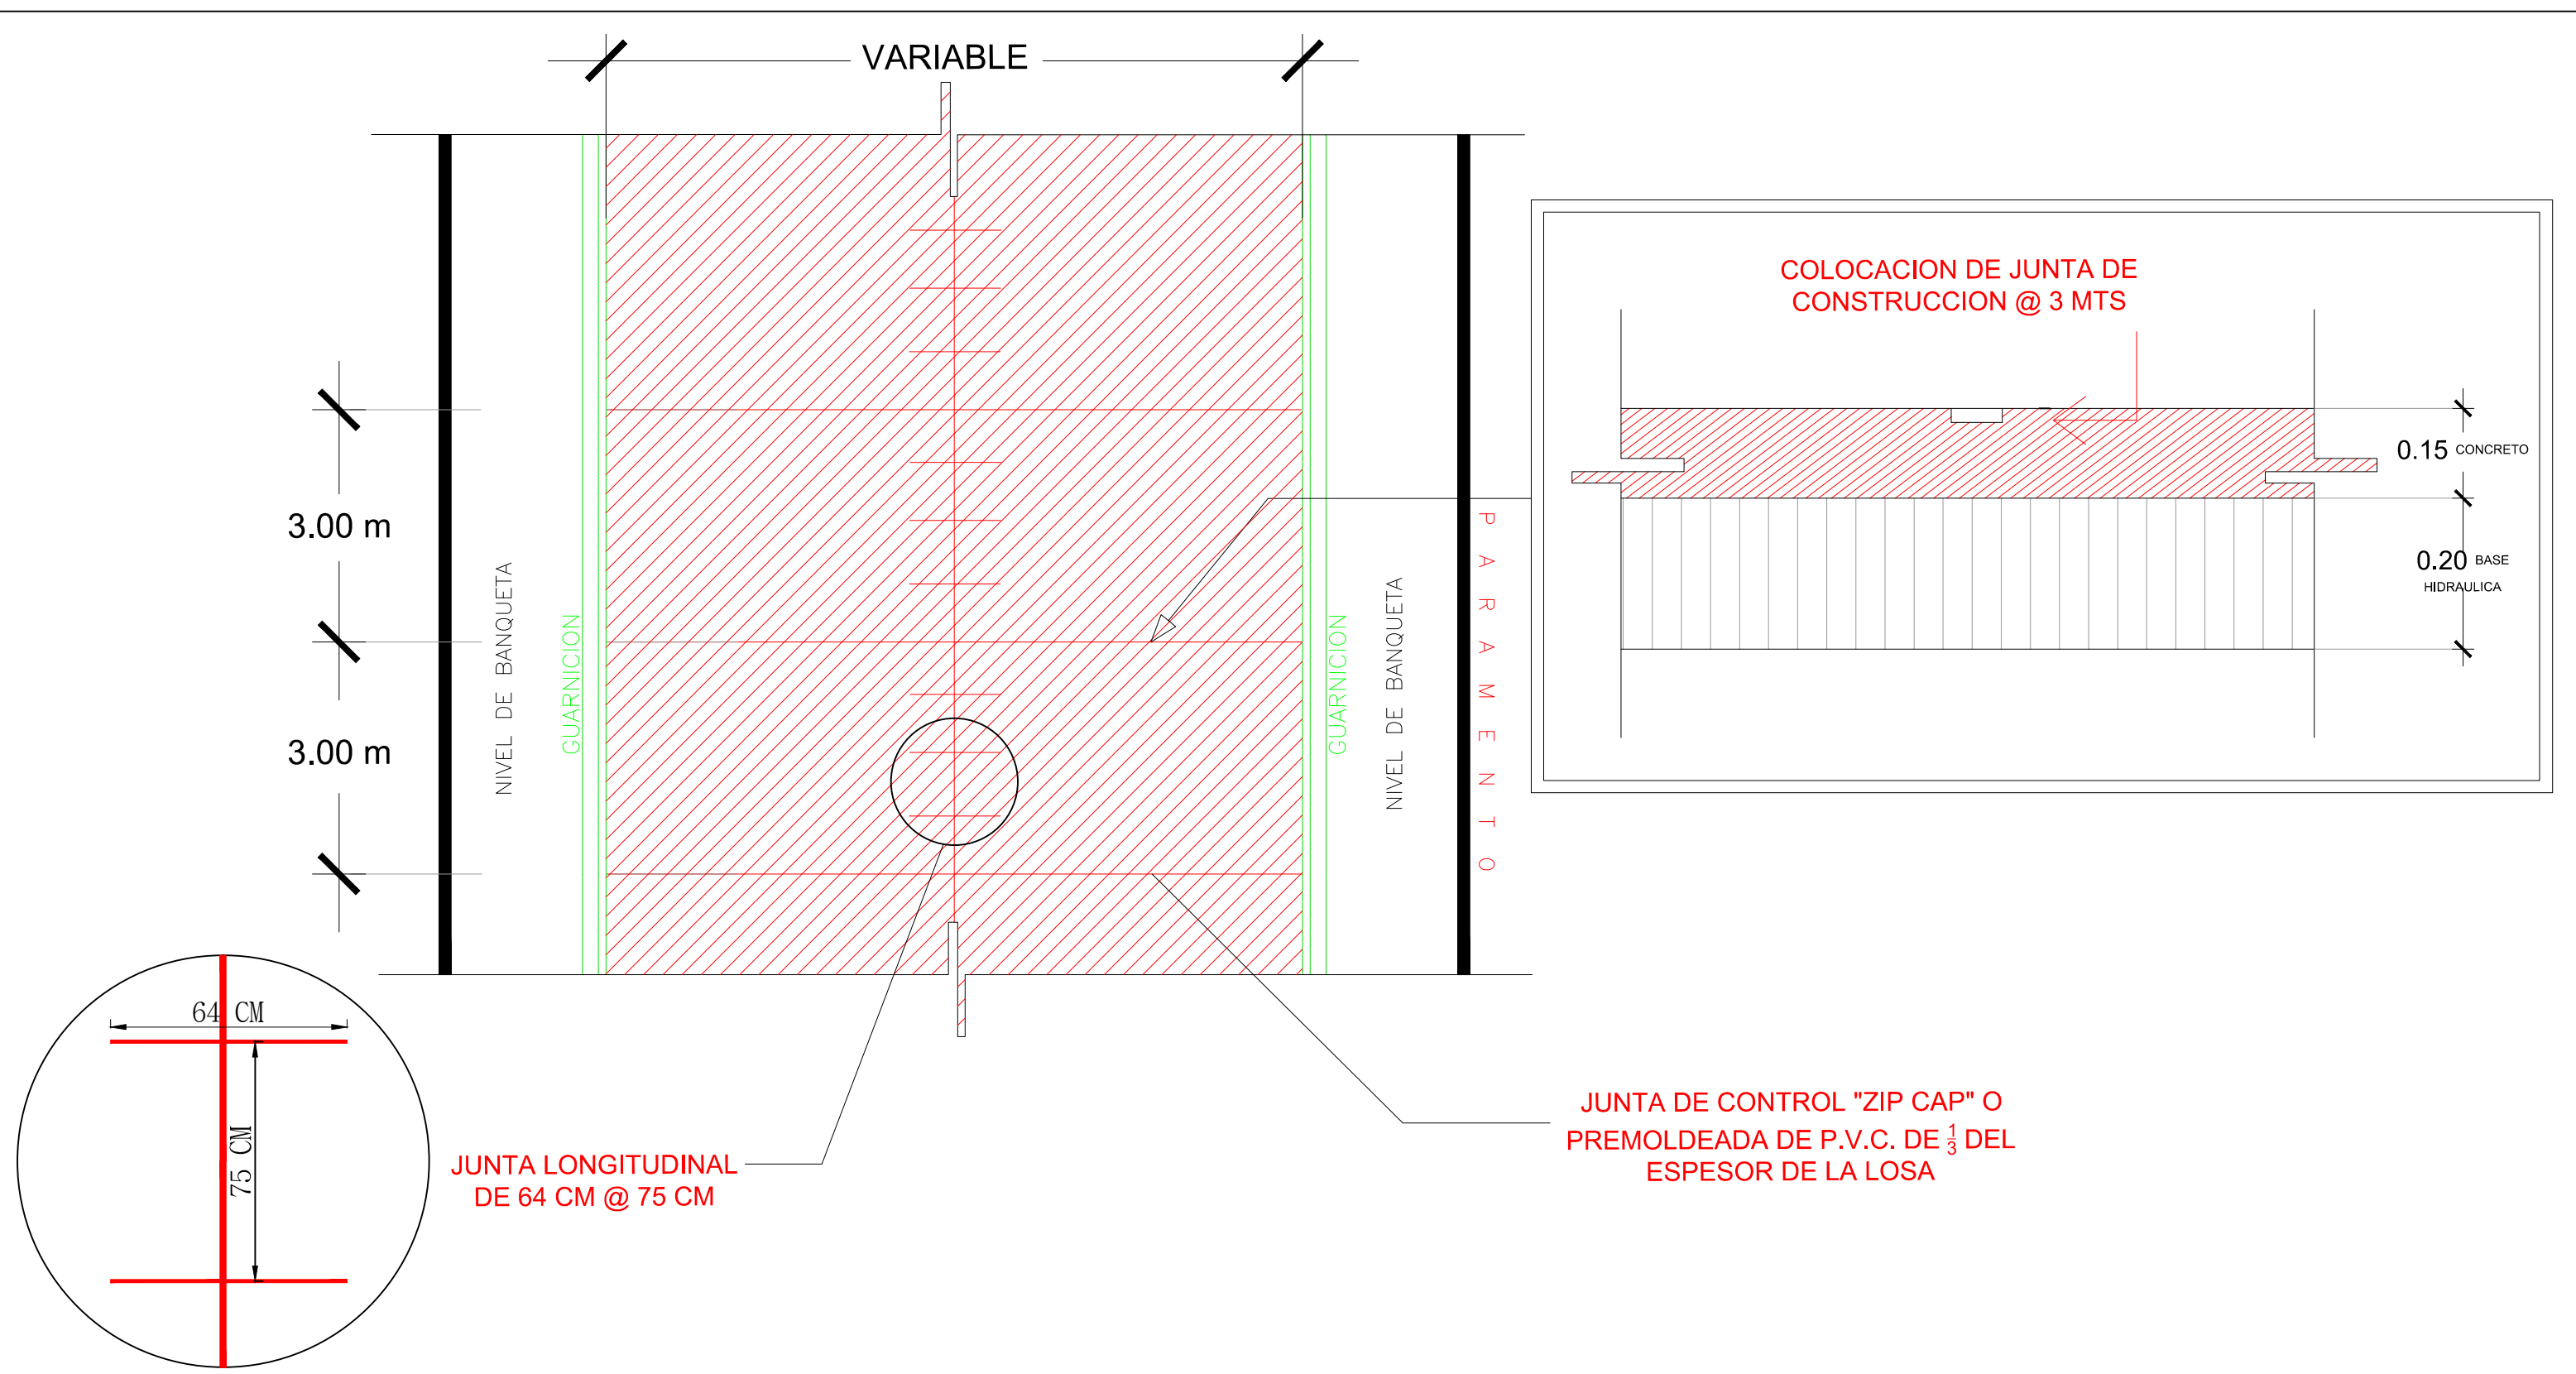 VARIABLE
COLOCACION DE JUNTA DE
CONSTRUCCION @ 3 MTS
0.15 CONCRETO
0.20 BASE
HIDRAULICA
3.00 m
3.00 m
NIVEL DE BANQUETA
GUARNICION
GUARNICION
NIVEL DE BANQUETA
PARAMENTO
64 CM
75 CM
JUNTA LONGITUDINAL
DE 64 CM @ 75 CM
JUNTA DE CONTROL "ZIP CAP" O
PREMOLDEADA DE P.V.C. DE 1/3 DEL
ESPESOR DE LA LOSA